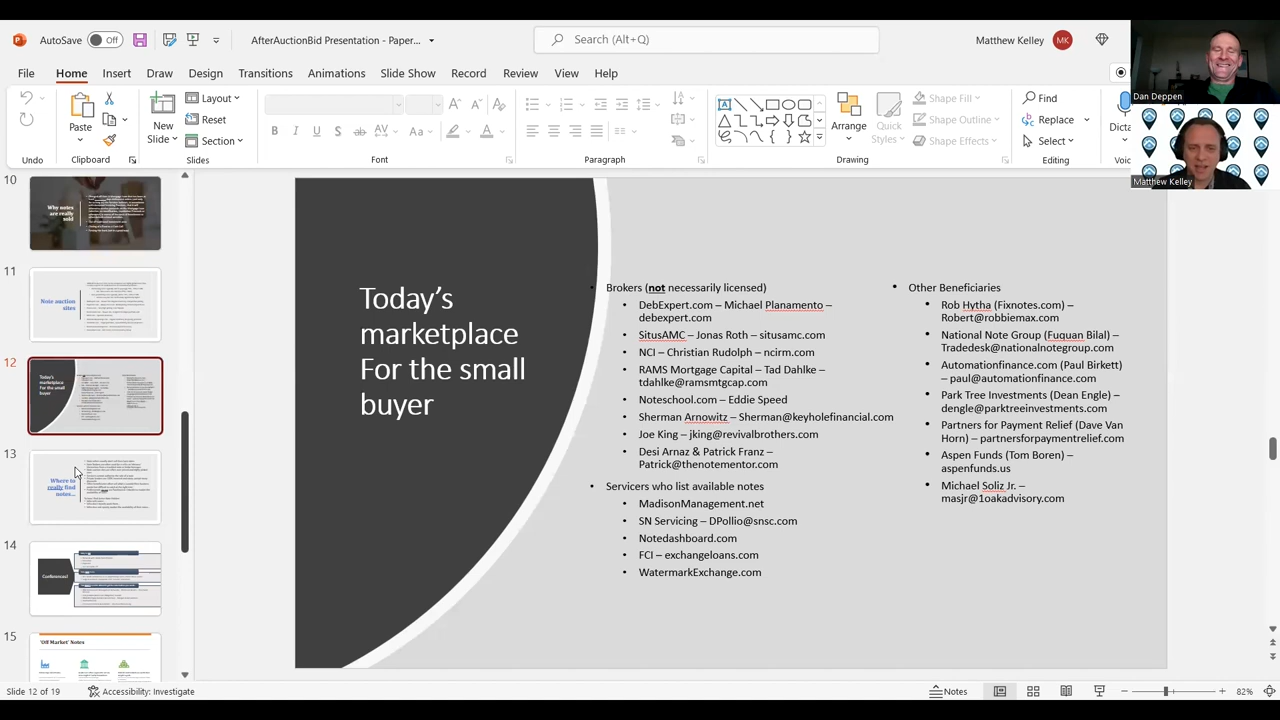 AutoSave
Off
AfterAuctionBid Presentation - Paper...
Search (Alt+Q)
Matthew Kelley
MK
File
Home
Insert
Draw
Design
Transitions
Animations
Slide Show
Record
Review
View
Help
Paste
New
Slide
Layout
Reset
Section
Shape Fill
Shape Outline
Shape Effects
Arrange
Quick
Styles
Find
Replace
Select
Dicta
Undo
Clipboard
Slides
Font
Paragraph
Drawing
Editing
Voic
Dan Deppen
Matthew Kelley
10
Why notes
are really
sold
11
Note auction
sites
12
Today's
marketplace
For the small
buyer
13
Where to
really find
notes...
14
Conferences!
15
'Off Market' Notes
Today's
marketplace
For the small
buyer
• Brokers (not necessarily licensed)
• DebExpert.com – Michael Plantamento –
debexpert.com
• SitusAMC – Jonas Roth – situsamc.com
• NCI – Christian Rudolph – ncirm.com
• RAMS Mortgage Capital – Tad Dahlke –
tdahlke@ramsmtgcap.com
• Noteschool.com – Eddie Speed
• Sherman Arnowitz – Sherman@keyholefinancial.com
• Joe King – jking@revivalbrothers.com
• Desi Arnaz & Patrick Franz –
Patrick@thenotementor.com
• Servicers who list available notes
• MadisonManagement.net
• SN Servicing – DPollio@snsc.com
• Notedashboard.com
• FCI – exchangeloans.com
• WatermarkExchange.com
• Other Beneficiaries
• Rob Hytha (Fixnotes.com) –
Robert@robbiemax.com
• National Note Group (Fuquan Bilal) –
Tradedesk@nationalnotegroup.com
• Automationfinance.com (Paul Birkett)
– paul@automationfinance.com
• Park Tree Investments (Dean Engle) –
dengle@parktreeinvestments.com
• Partners for Payment Relief (Dave Van
Horn) – partnersforpaymentrelief.com
• Aspen Funds (Tom Boren) –
aspenfunds.us
• Michael Soliz Jr. –
masjr@1oakadvisory.com
Slide 12 of 19
Accessibility: Investigate
Notes
82%